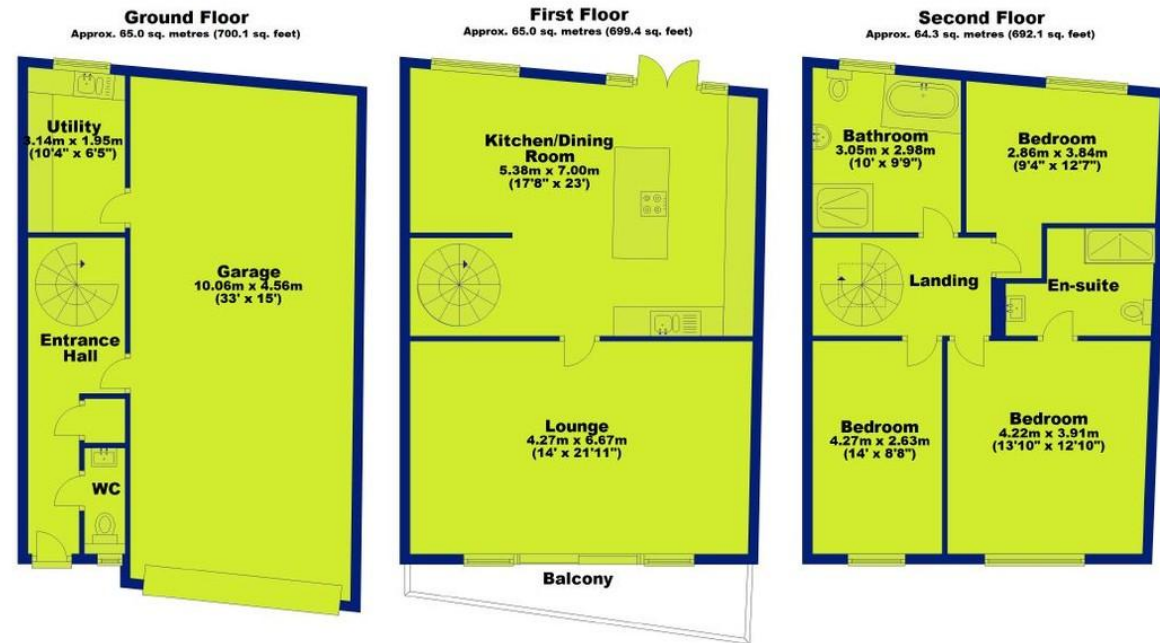 Ground Floor
Approx. 65.0 sq. metres (700.1 sq. feet)
Utility
3.14m x 1.95m
(10'4" x 6'5")
Garage
10.06m x 4.56m
(33' x 15')
Entrance
Hall
WC
First Floor
Approx. 65.0 sq. metres (699.4 sq. feet)
Kitchen/Dining
Room
5.38m x 7.00m
(17'8" x 23')
Lounge
4.27m x 6.67m
(14' x 21'11")
Balcony
Second Floor
Approx. 64.3 sq. metres (692.1 sq. feet)
Bathroom
3.05m x 2.98m
(10' x 9'9")
Bedroom
2.86m x 3.84m
(9'4" x 12'7")
Landing
En-suite
Bedroom
4.27m x 2.63m
(14' x 8'8")
Bedroom
4.22m x 3.91m
(13'10" x 12'10")